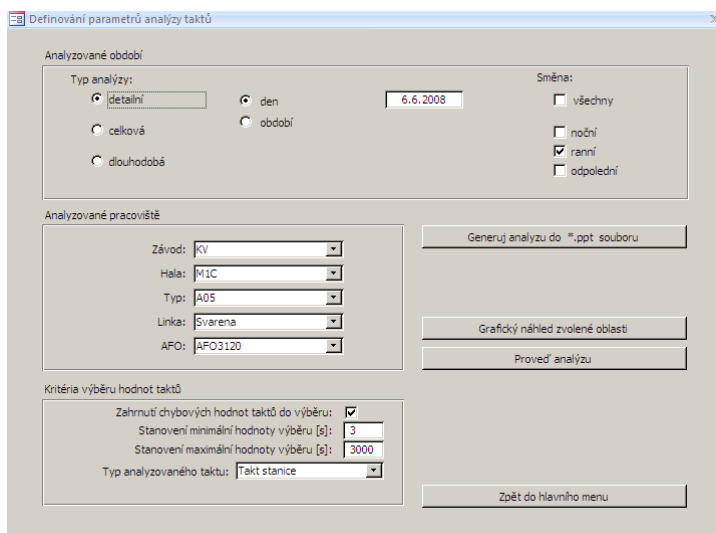 Definování parametrů analýzy taktů
Analyzované období
Typ analýzy:
Směna:
detailní
den
6.6.2008
všechny
období
celková
noční
ranní
dlouhodobá
odpolední
Analyzované pracoviště
Závod: KV
Hala: M1C
Typ: A05
Linka: Svarena
AFO: AFO3120
Generuj analyzu do *.ppt souboru
Grafický náhled zvolené oblasti
Proveď analýzu
Kritéria výběru hodnot taktů
Zahrnutí chybových hodnot taktů do výběru:
Stanovení minimální hodnoty výběru [s]: 3
Stanovení maximální hodnoty výběru [s]: 3000
Typ analyzovaného taktu: Takt stanice
Zpět do hlavního menu